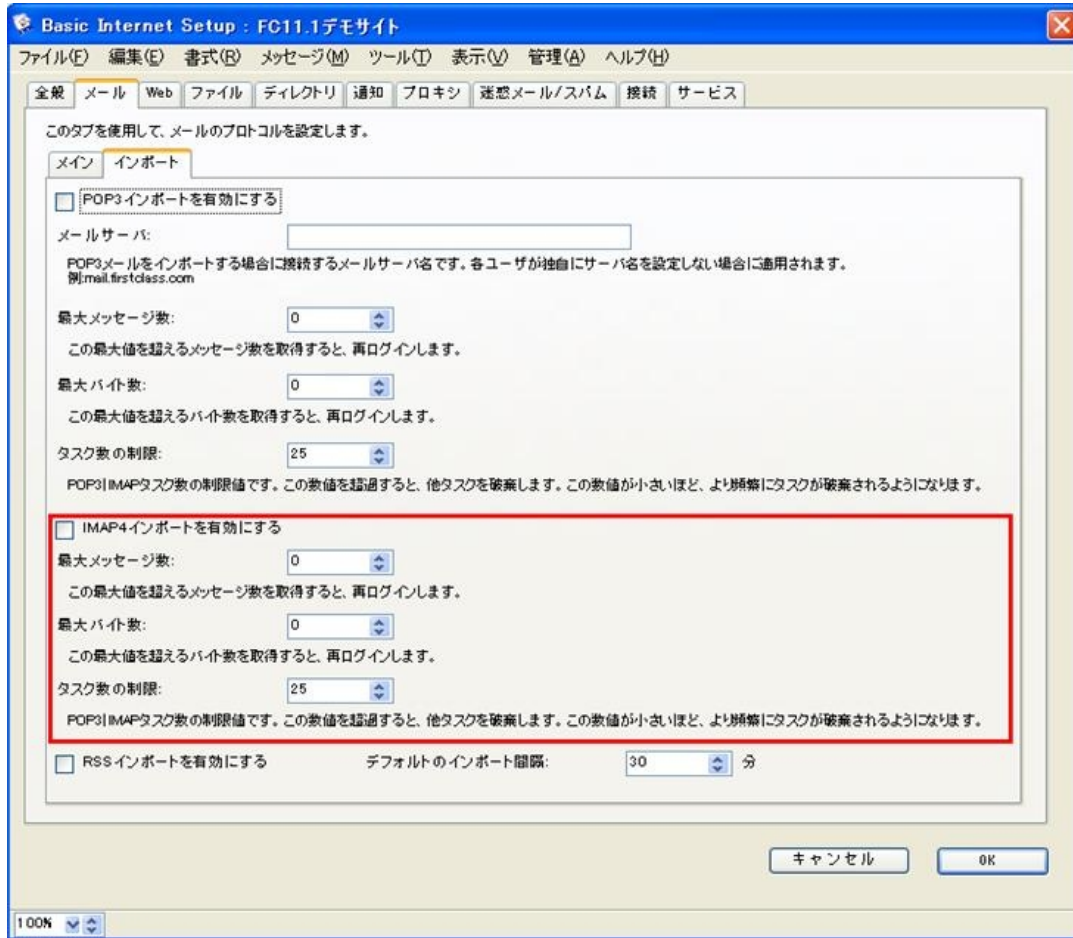 Basic Internet Setup : FC11.1デモサイト
ファイル(F) 編集(E) 書式(R) メッセージ(M) ツール(T) 表示(V) 管理(A) ヘルプ(H)
全般 メール Web ファイル ディレクトリ 通知 プロキシ 迷惑メール/スパム 接続 サービス
このタブを使用して、メールのプロトコルを設定します。
メイン インポート
POP3インポートを有効にする
メールサーバ:
POP3メールをインポートする場合に接続するメールサーバ名です。各ユーザが独自にサーバ名を設定しない場合に適用されます。
例:mail.firstclass.com
最大メッセージ数: 0
この最大値を超えるメッセージ数を取得すると、再ログインします。
最大バイト数: 0
この最大値を超えるバイト数を取得すると、再ログインします。
タスク数の制限: 25
POP3|IMAPタスク数の制限値です。この数値を超過すると、他タスクを破棄します。この数値が小さいほど、より頻繁にタスクが破棄されるようになります。
IMAP4インポートを有効にする
最大メッセージ数: 0
この最大値を超えるメッセージ数を取得すると、再ログインします。
最大バイト数: 0
この最大値を超えるバイト数を取得すると、再ログインします。
タスク数の制限: 25
POP3|IMAPタスク数の制限値です。この数値を超過すると、他タスクを破棄します。この数値が小さいほど、より頻繁にタスクが破棄されるようになります。
RSSインポートを有効にする デフォルトのインポート間隔: 30 分
キャンセル OK
100%